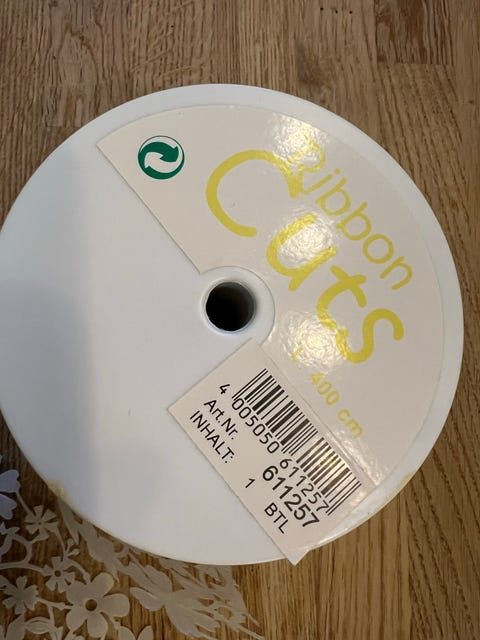 Ribbon
Cuts
L 400 cm
4 005050 611257
Art.Nr. 611257
INHALT: 1 BTL